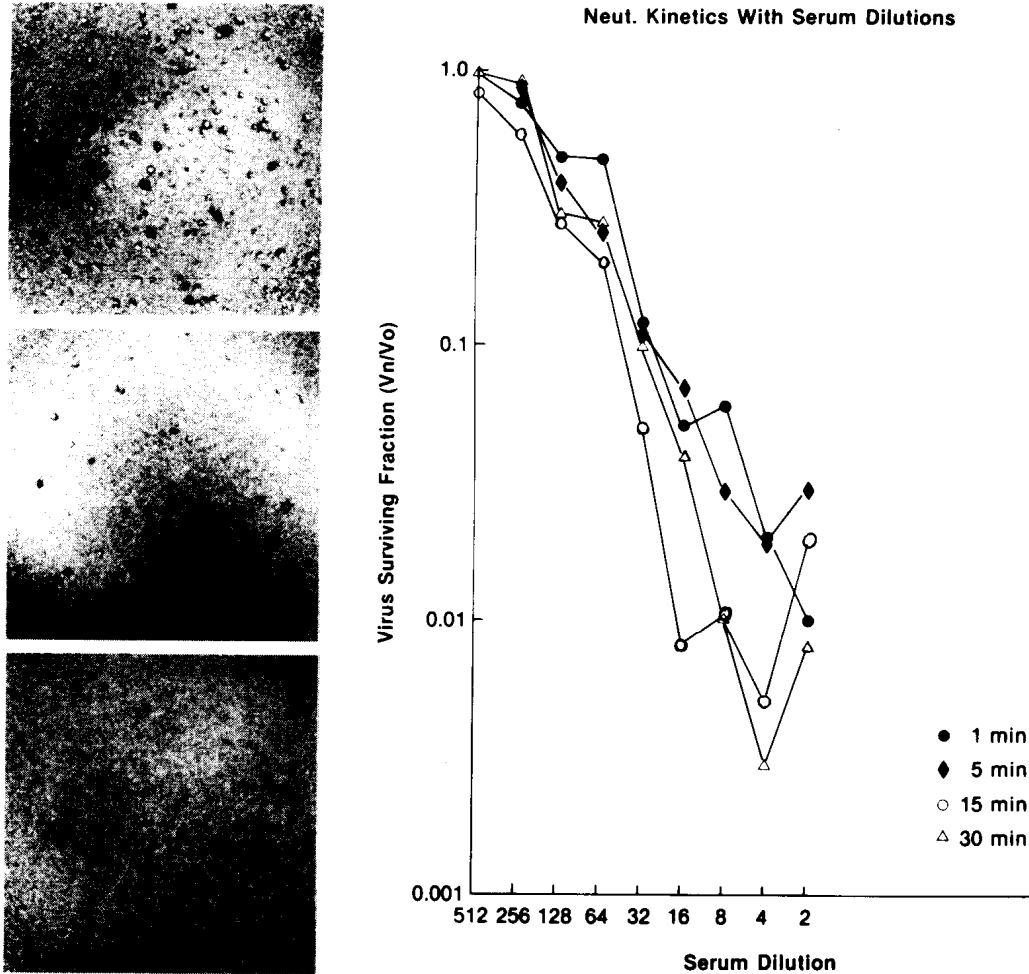 Neut. Kinetics With Serum Dilutions
Virus Surviving Fraction (Vn/Vo)
1.0
0.1
0.01
0.001
512 256 128 64 32 16 8 4 2
Serum Dilution
1 min
5 min
15 min
30 min